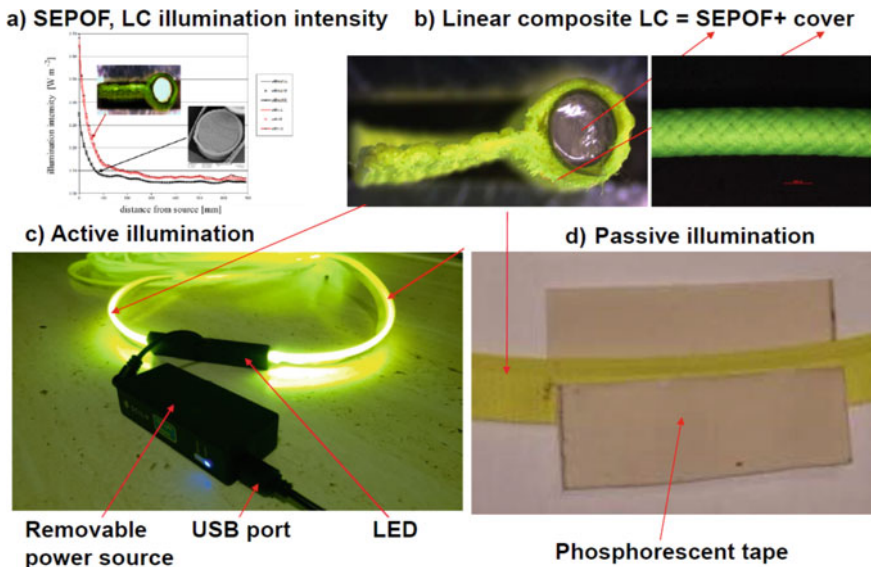 a) SEPOF, LC illumination intensity
b) Linear composite LC = SEPOF+ cover
illumination intensity [W m⁻²]
distance from source [mm]
c) Active illumination
d) Passive illumination
Removable
power source
USB port
LED
Phosphorescent tape